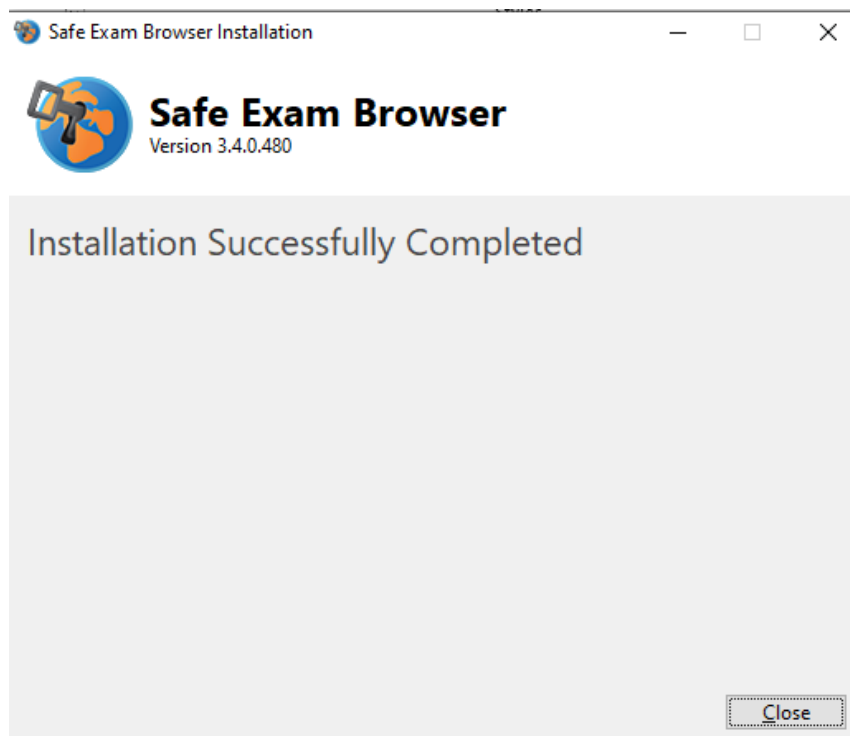 Safe Exam Browser Installation
Safe Exam Browser
Version 3.4.0.480
Installation Successfully Completed
Close